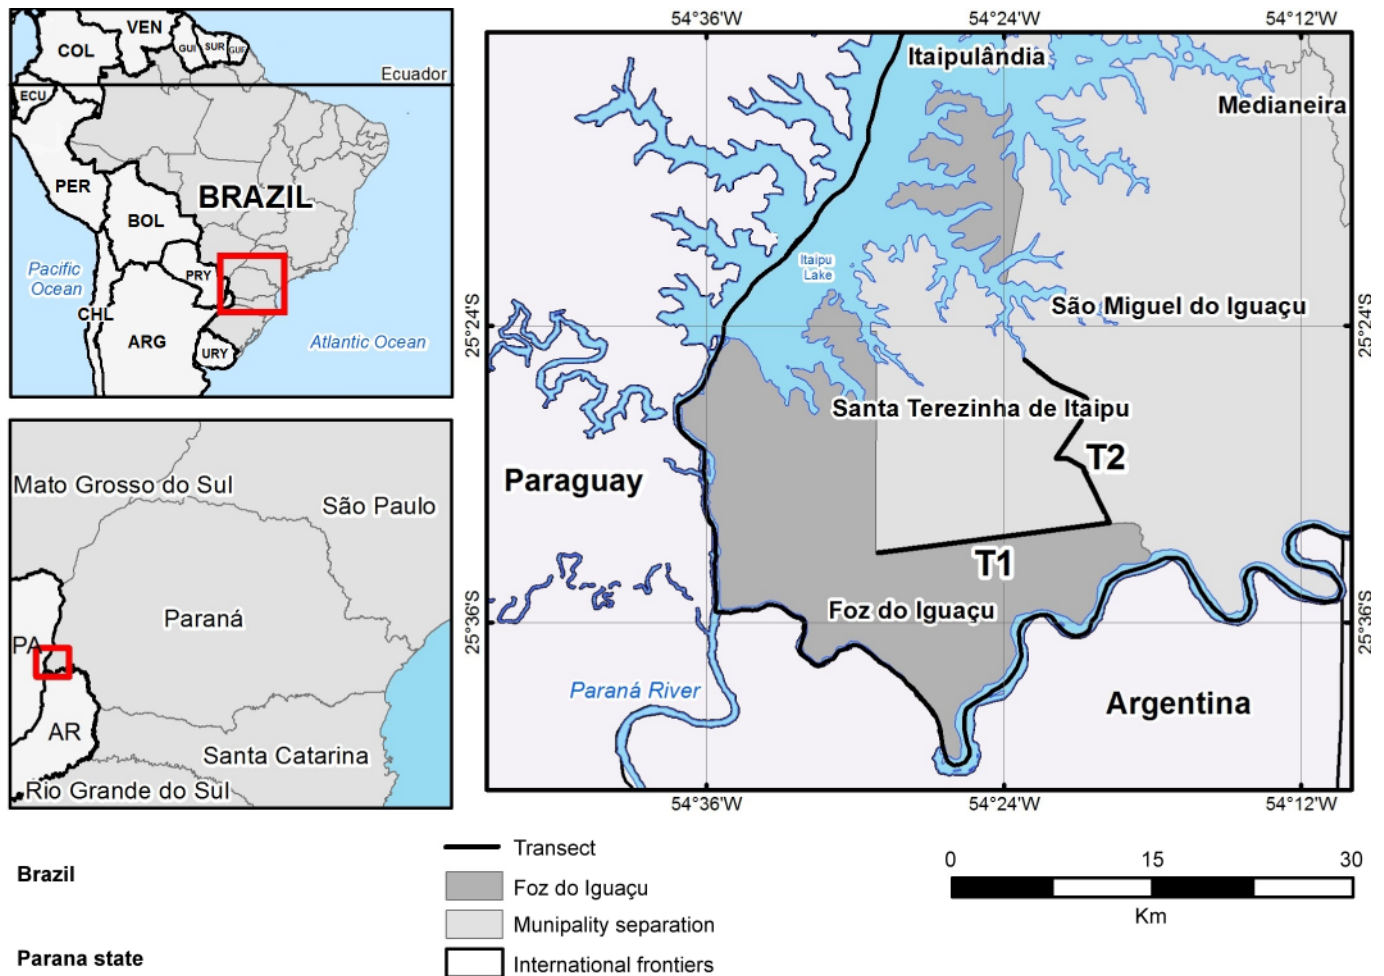 VEN
COL
GUI
SUR
GUF
Ecuador
ECU
PER
BRAZIL
BOL
Pacific
Ocean
PRY
CHL
ARG
URY
Atlantic Ocean
Mato Grosso do Sul
São Paulo
Paraná
PA
AR
Santa Catarina
Rio Grande do Sul
54°36'W
54°24'W
54°12'W
Itaipulândia
Medianeira
Itaipu
Lake
São Miguel do Iguaçu
25°24'S
25°24'S
Santa Terezinha de Itaipu
T2
Paraguay
T1
Foz do Iguaçu
25°36'S
25°36'S
Paraná River
Argentina
54°36'W
54°24'W
54°12'W
Brazil
Parana state
Transect
Foz do Iguaçu
Munipality separation
International frontiers
0
15
30
Km